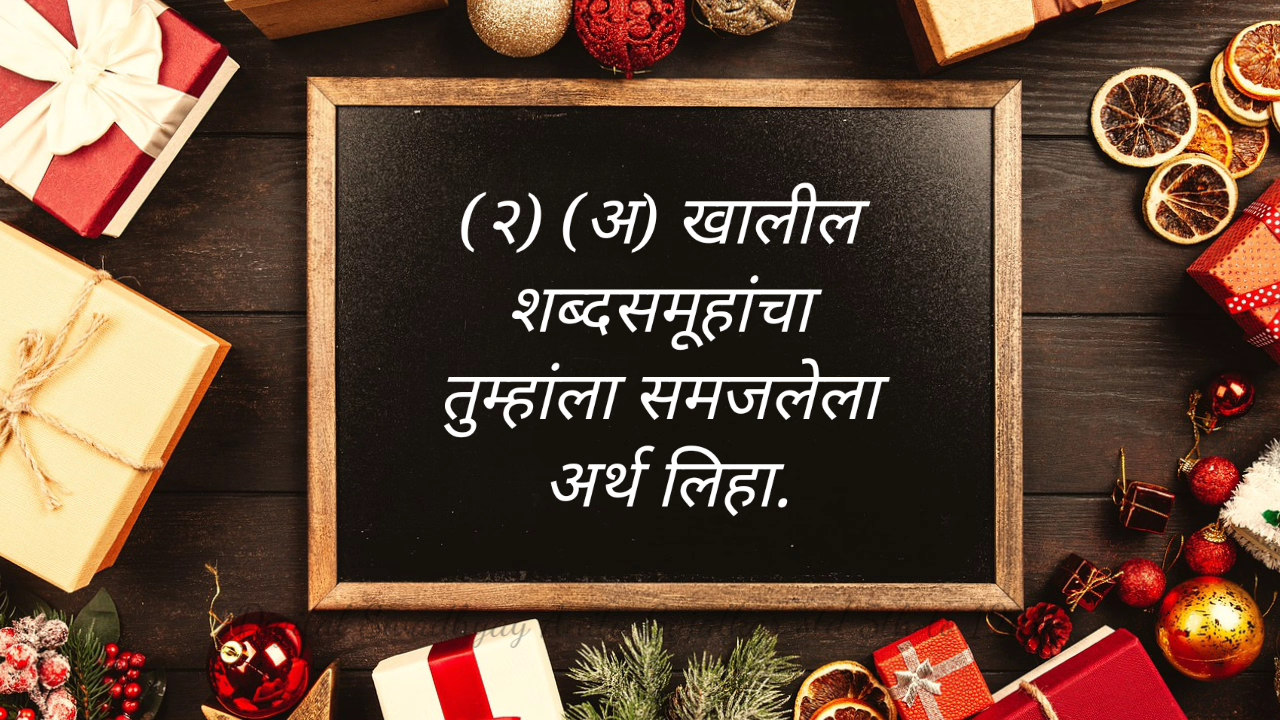 (२) (अ) खालील
शब्दसमूहांचा
तुम्हांला समजलेला
अर्थ लिहा.